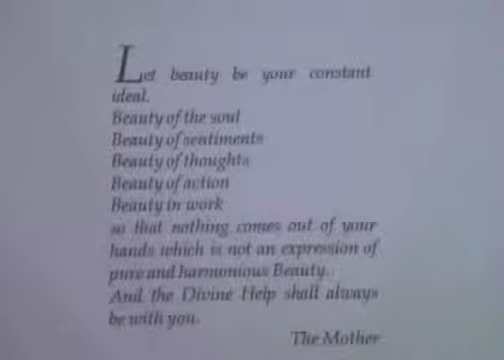 Let beauty be your constant
ideal.
Beauty of the soul
Beauty of sentiments
Beauty of thoughts
Beauty of action
Beauty in work
so that nothing comes out of your
hands which is not an expression of
pure and harmonious Beauty.
And the Divine Help shall always
be with you.
The Mother